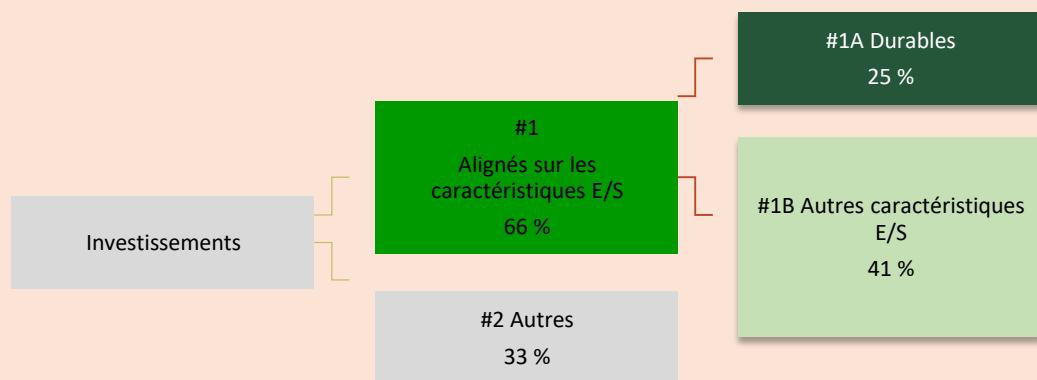 Investissements
#1
Alignés sur les
caractéristiques E/S
66 %
#2 Autres
33 %
#1A Durables
25 %
#1B Autres caractéristiques
E/S
41 %